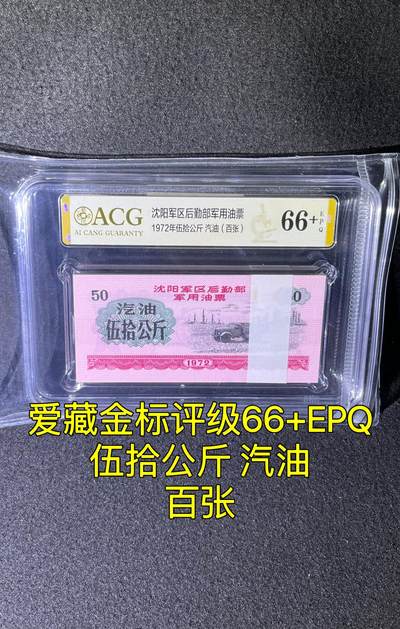 ACG
AI CANG GUARANTY
沈阳军区后勤部军用油票
1972年伍拾公斤 汽油（百张）
66+
EPQ
沈阳军区后勤部
军用油票
50
汽油
伍拾公斤
1972
爱藏金标评级66+EPQ
伍拾公斤 汽油
百张